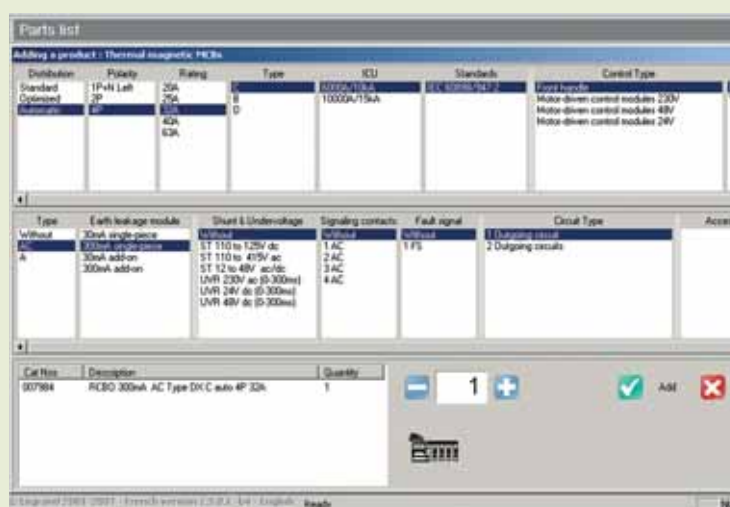 Parts list
Adding a product : Thermal magnetic MCBs
Distribution Polarity Rating Type ICU Standards Control Type
Standard 1P+N Left 20A C 6000A/10kA IEC 60898/947.2 Front handle
Optimized 2P 25A B 10000A/15kA Motor-driven control modules 230V
Automatic 4P 32A D Motor-driven control modules 48V
40A Motor-driven control modules 24V
63A
Type Earth leakage module Shunt & Undervoltage Signaling contacts Fault signal Circuit Type
Without 30mA single-piece Without Without Without 1 Outgoing circuit
AC 300mA single-piece ST 110 to 125V dc 1 AC 1 FS 2 Outgoing circuits
A 30mA add-on ST 110 to 415V ac 2 AC
300mA add-on ST 12 to 48V ac/dc 3 AC
UVR 230V ac (0-300ms) 4 AC
UVR 24V dc (0-300ms)
UVR 48V dc (0-300ms)
Cat Nos Description Quantity
007984 RCBO 300mA AC Type DX C auto 4P 32A 1
1 Add
Legrand French version English Ready